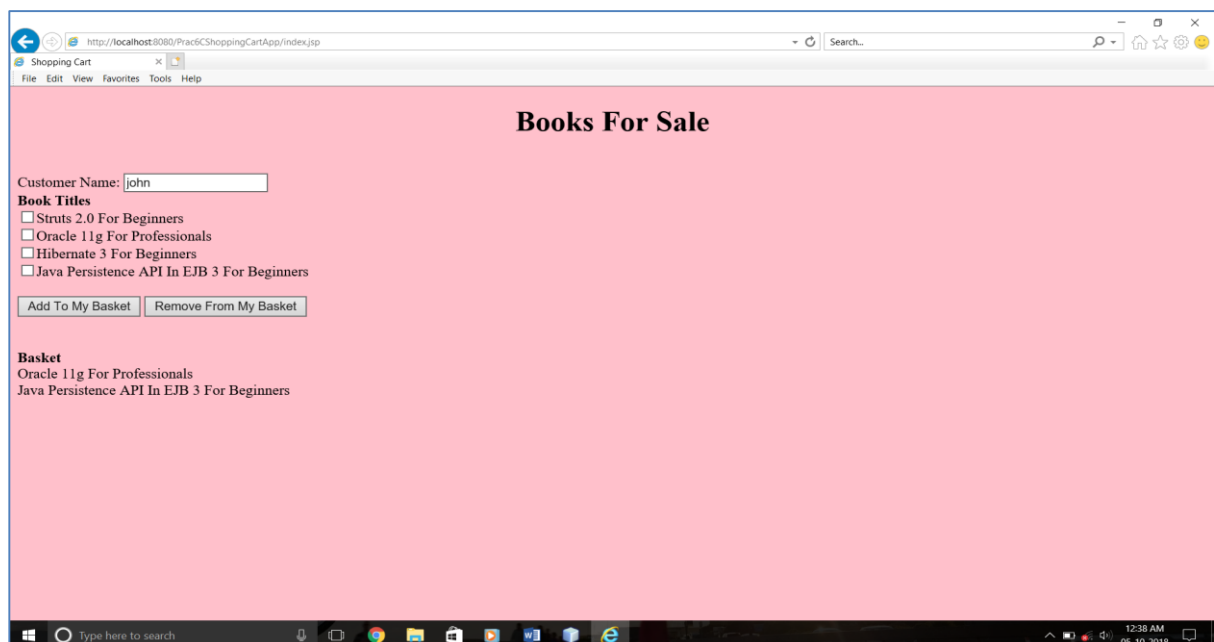 http://localhost:8080/Prac6CShoppingCartApp/index.jsp
Search...
Shopping Cart
File Edit View Favorites Tools Help
Books For Sale
Customer Name: john
Book Titles
Struts 2.0 For Beginners
Oracle 11g For Professionals
Hibernate 3 For Beginners
Java Persistence API In EJB 3 For Beginners
Add To My Basket Remove From My Basket
Basket
Oracle 11g For Professionals
Java Persistence API In EJB 3 For Beginners
Type here to search
12:38 AM
05-10-2018